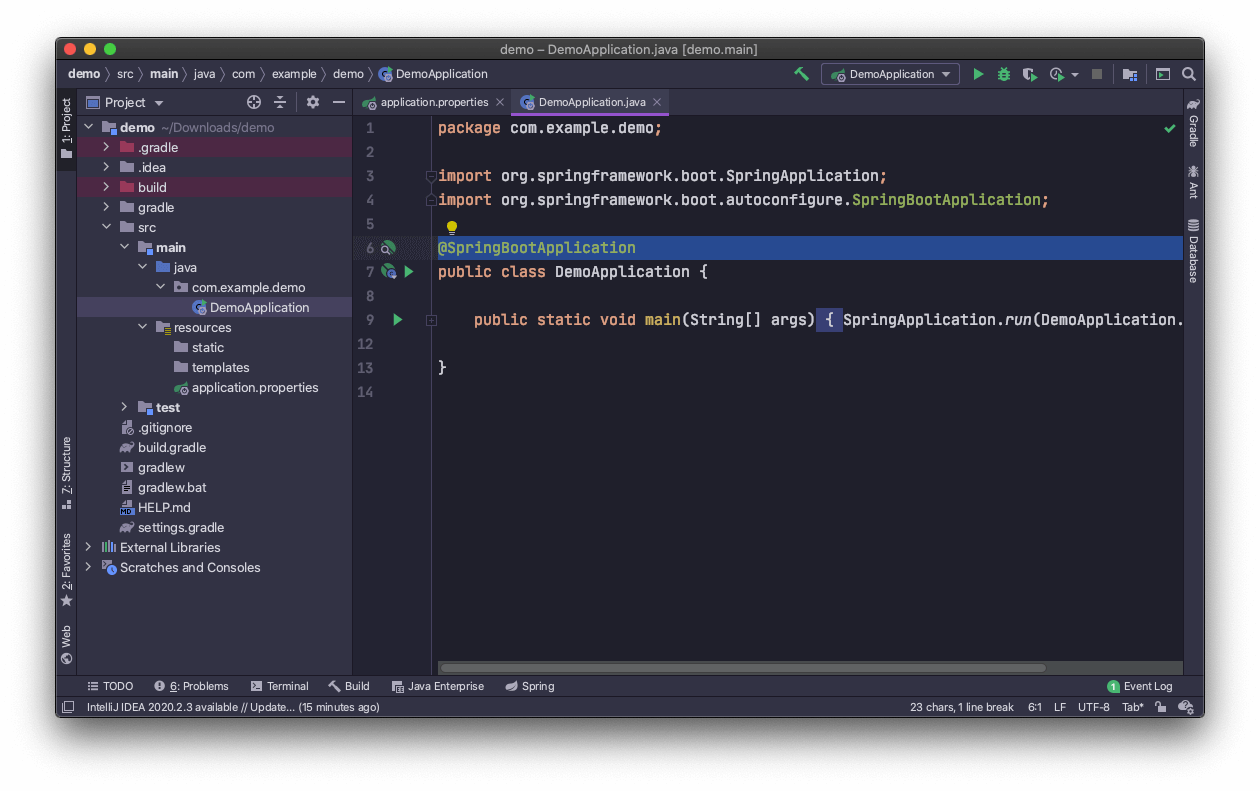 demo – DemoApplication.java [demo.main]
demo src main java com example demo DemoApplication
DemoApplication
1: Project
Project
application.properties
DemoApplication.java
demo ~/Downloads/demo
.gradle
.idea
build
gradle
src
main
java
com.example.demo
DemoApplication
resources
static
templates
application.properties
test
.gitignore
build.gradle
gradlew
gradlew.bat
MD HELP.md
settings.gradle
External Libraries
Scratches and Consoles
1 package com.example.demo;
2
3 import org.springframework.boot.SpringApplication;
4 import org.springframework.boot.autoconfigure.SpringBootApplication;
5
6 @SpringBootApplication
7 public class DemoApplication {
8
9 public static void main(String[] args) { SpringApplication.run(DemoApplication.
12
13 }
14
Gradle
Ant
Database
Z: Structure
2: Favorites
Web
TODO 6: Problems Terminal Build Java Enterprise Spring 1 Event Log
IntelliJ IDEA 2020.2.3 available // Update... (15 minutes ago) 23 chars, 1 line break 6:1 LF UTF-8 Tab*